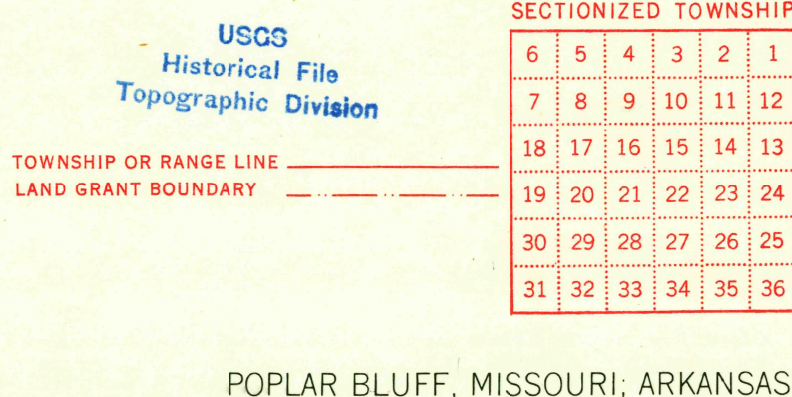 USGS
Historical File
Topographic Division
TOWNSHIP OR RANGE LINE
LAND GRANT BOUNDARY
SECTIONIZED TOWNSHIP
6 5 4 3 2 1
7 8 9 10 11 12
18 17 16 15 14 13
19 20 21 22 23 24
30 29 28 27 26 25
31 32 33 34 35 36
POPLAR BLUFF, MISSOURI; ARKANSAS